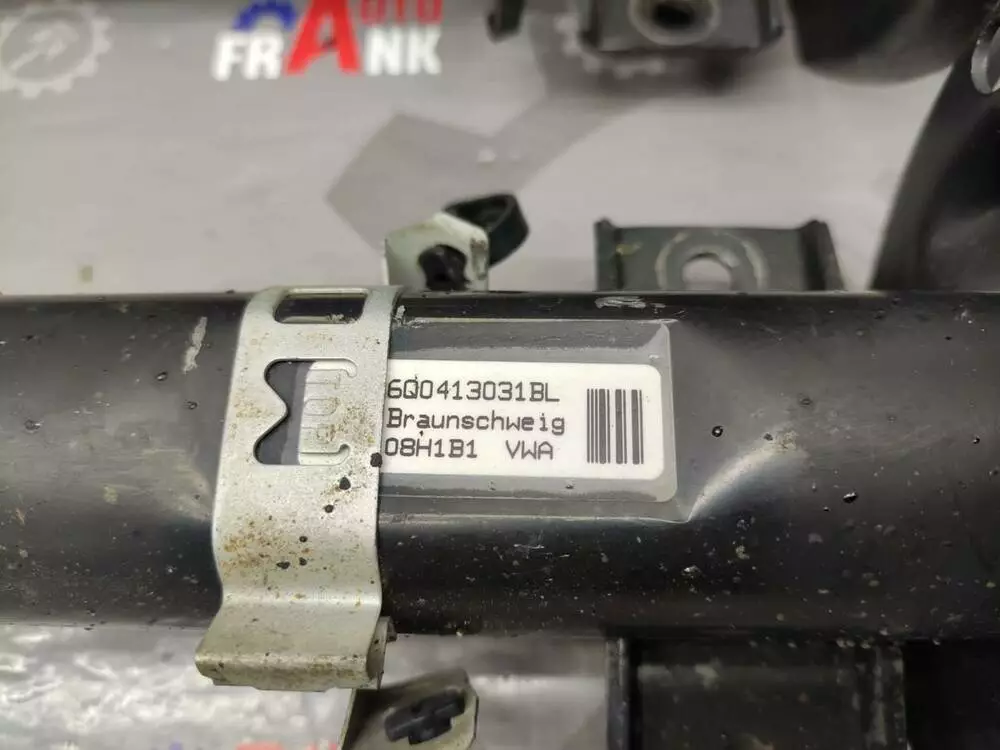 AUTO
FRANK
6Q0413031BL
Braunschweig
08H1B1 VWA